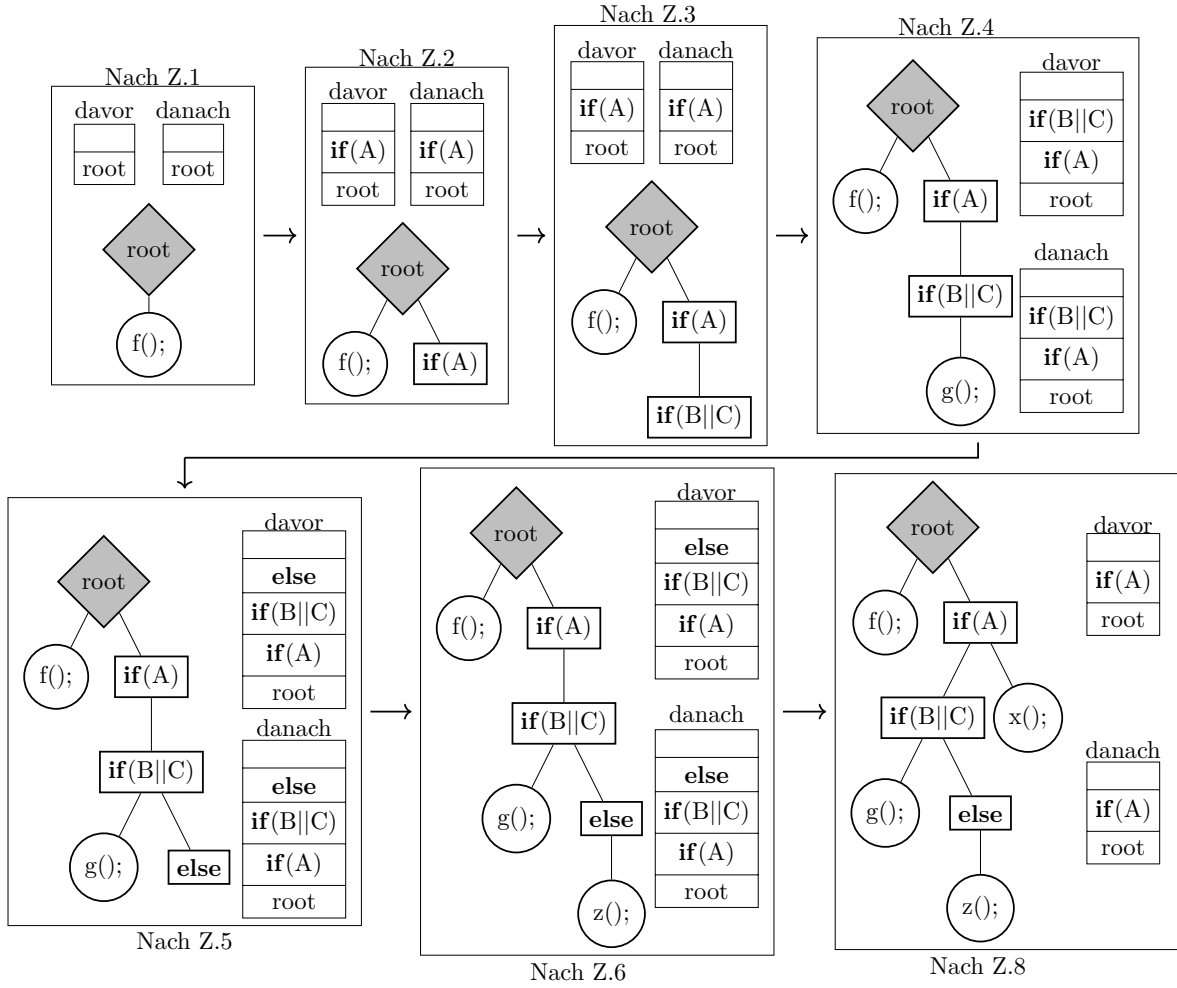 Nach Z.1
davor danach
root root
root
f();
Nach Z.2
davor danach
if(A) if(A)
root root
root
f();
if(A)
Nach Z.3
davor danach
if(A) if(A)
root root
root
f();
if(A)
if(B||C)
Nach Z.4
root
f();
if(A)
if(B||C)
g();
davor
if(B||C)
if(A)
root
danach
if(B||C)
if(A)
root
root
f();
if(A)
if(B||C)
g();
else
davor
else
if(B||C)
if(A)
root
danach
else
if(B||C)
if(A)
root
Nach Z.5
root
f();
if(A)
if(B||C)
g();
else
z();
davor
else
if(B||C)
if(A)
root
danach
else
if(B||C)
if(A)
root
Nach Z.6
root
f();
if(A)
if(B||C)
x();
g();
else
z();
davor
if(A)
root
danach
if(A)
root
Nach Z.8